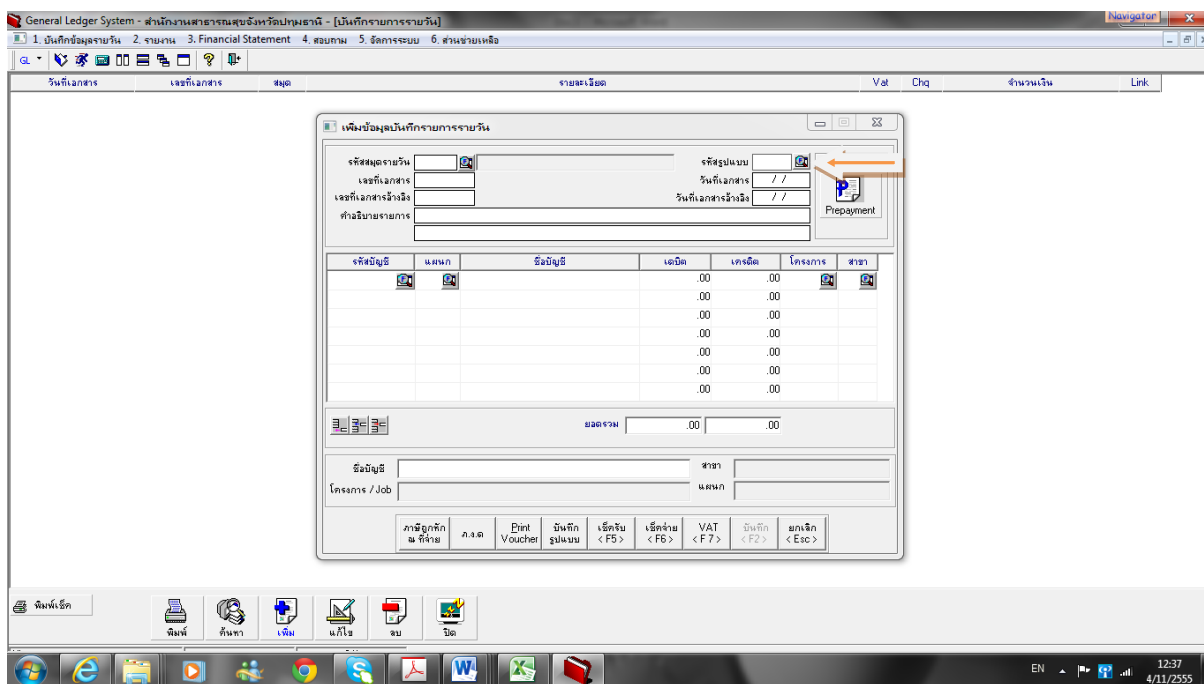 General Ledger System - สำนักงานสาธารณสุขจังหวัดปทุมธานี - [บันทึกรายการรายวัน]
Navigator
1. บันทึกข้อมูลรายวัน 2. รายงาน 3. Financial Statement 4. สอบถาม 5. จัดการระบบ 6. ส่วนช่วยเหลือ
GL
วันที่เอกสาร เลขที่เอกสาร สมุด รายละเอียด Vat Chq จำนวนเงิน Link
เพิ่มข้อมูลบันทึกรายการรายวัน
รหัสสมุดรายวัน รหัสรูปแบบ
เลขที่เอกสาร วันที่เอกสาร / /
เลขที่เอกสารอ้างอิง วันที่เอกสารอ้างอิง / /
คำอธิบายรายการ
Prepayment
รหัสบัญชี แผนก ชื่อบัญชี เดบิต เครดิต โครงการ สาขา
.00 .00
.00 .00
.00 .00
.00 .00
.00 .00
.00 .00
.00 .00
ยอดรวม .00 .00
ชื่อบัญชี สาขา
โครงการ / Job แผนก
ภาษีถูกหัก ณ ที่จ่าย ภ.ง.ด Print Voucher บันทึก รูปแบบ เช็ครับ <F5> เช็คจ่าย <F6> VAT <F7> บันทึก <F2> ยกเลิก <Esc>
พิมพ์เช็ค
พิมพ์ ค้นหา เพิ่ม แก้ไข ลบ ปิด
EN 12:37
4/11/2555